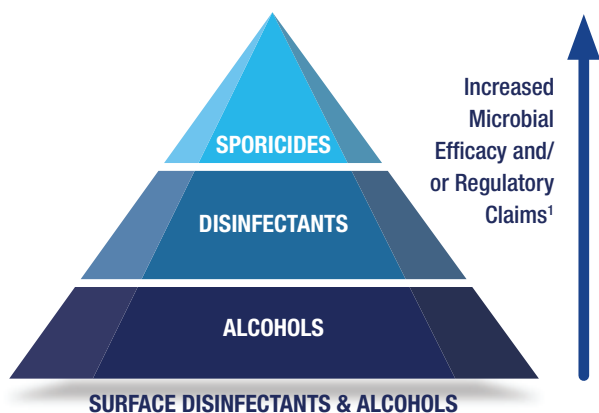 SPORICIDES
DISINFECTANTS
ALCOHOLS
SURFACE DISINFECTANTS & ALCOHOLS
Increased
Microbial
Efficacy and/
or Regulatory
Claims¹